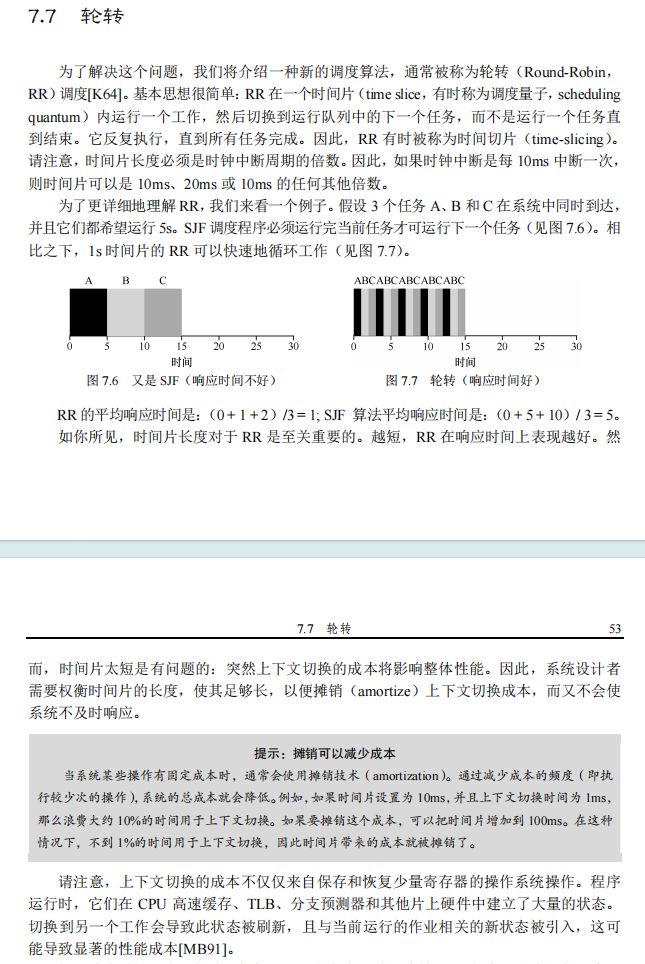 7.7 轮转
为了解决这个问题，我们将介绍一种新的调度算法，通常被称为轮转（Round-Robin，
RR）调度[K64]。基本思想很简单：RR 在一个时间片（time slice，有时称为调度量子，scheduling
quantum）内运行一个工作，然后切换到运行队列中的下一个任务，而不是运行一个任务直
到结束。它反复执行，直到所有任务完成。因此，RR 有时被称为时间切片（time-slicing）。
请注意，时间片长度必须是时钟中断周期的倍数。因此，如果时钟中断是每 10ms 中断一次，
则时间片可以是 10ms、20ms 或 10ms 的任何其他倍数。
为了更详细地理解 RR，我们来看一个例子。假设 3 个任务 A、B 和 C 在系统中同时到达，
并且它们都希望运行 5s。SJF 调度程序必须运行完当前任务才可运行下一个任务（见图 7.6）。相
比之下，1s 时间片的 RR 可以快速地循环工作（见图 7.7）。
A B C
0 5 10 15 20 25 30
时间
图 7.6 又是 SJF（响应时间不好）
ABCABCABCABCABC
0 5 10 15 20 25 30
时间
图 7.7 轮转（响应时间好）
RR 的平均响应时间是：（0 + 1 + 2）/3 = 1; SJF 算法平均响应时间是：（0 + 5 + 10）/ 3 = 5。
如你所见，时间片长度对于 RR 是至关重要的。越短，RR 在响应时间上表现越好。然
7.7 轮转 53
而，时间片太短是有问题的：突然上下文切换的成本将影响整体性能。因此，系统设计者
需要权衡时间片的长度，使其足够长，以便摊销（amortize）上下文切换成本，而又不会使
系统不及时响应。
提示：摊销可以减少成本
当系统某些操作有固定成本时，通常会使用摊销技术（amortization）。通过减少成本的频度（即执
行较少次的操作），系统的总成本就会降低。例如，如果时间片设置为 10ms，并且上下文切换时间为 1ms，
那么浪费大约 10%的时间用于上下文切换。如果要摊销这个成本，可以把时间片增加到 100ms。在这种
情况下，不到 1%的时间用于上下文切换，因此时间片带来的成本就被摊销了。
请注意，上下文切换的成本不仅仅来自保存和恢复少量寄存器的操作系统操作。程序
运行时，它们在 CPU 高速缓存、TLB、分支预测器和其他片上硬件中建立了大量的状态。
切换到另一个工作会导致此状态被刷新，且与当前运行的作业相关的新状态被引入，这可
能导致显著的性能成本[MB91]。